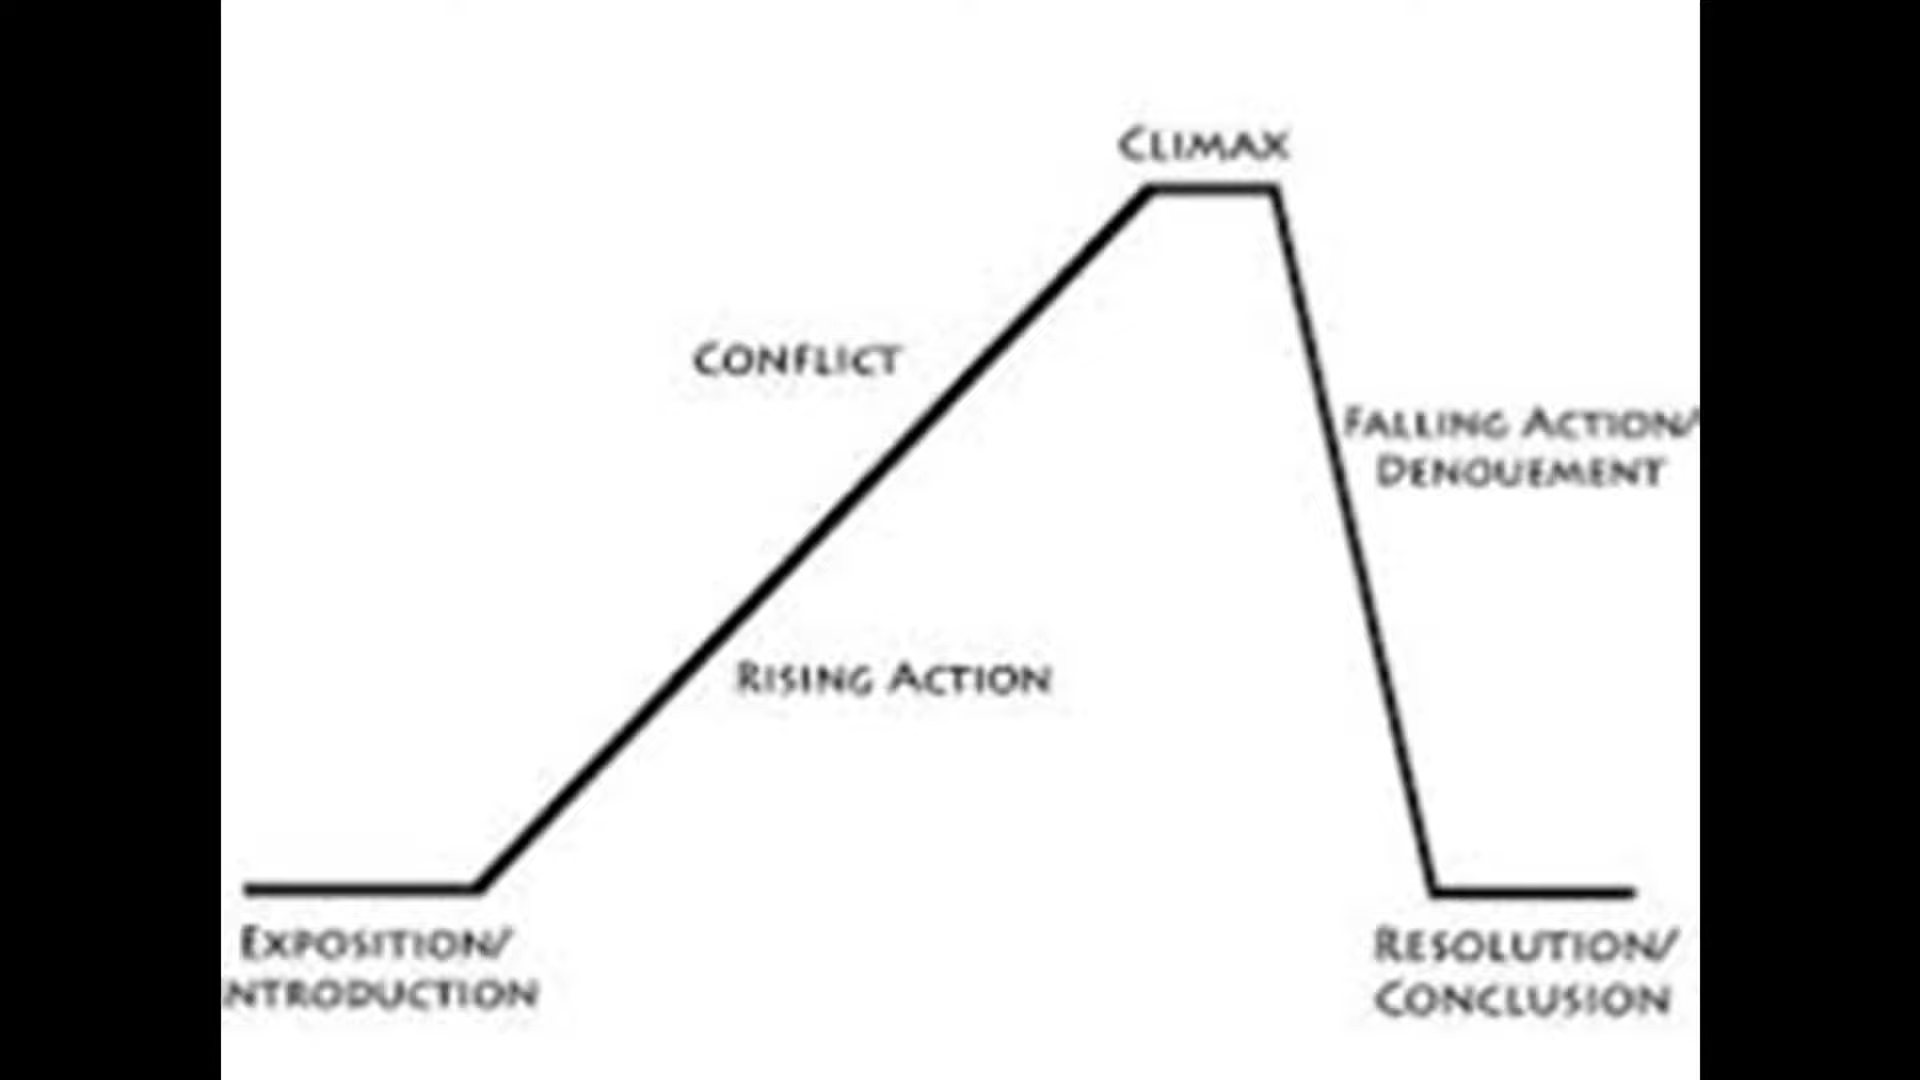 CLIMAX
CONFLICT
FALLING ACTION/
DENOUEMENT
RISING ACTION
EXPOSITION/
NTRODUCTION
RESOLUTION/
CONCLUSION